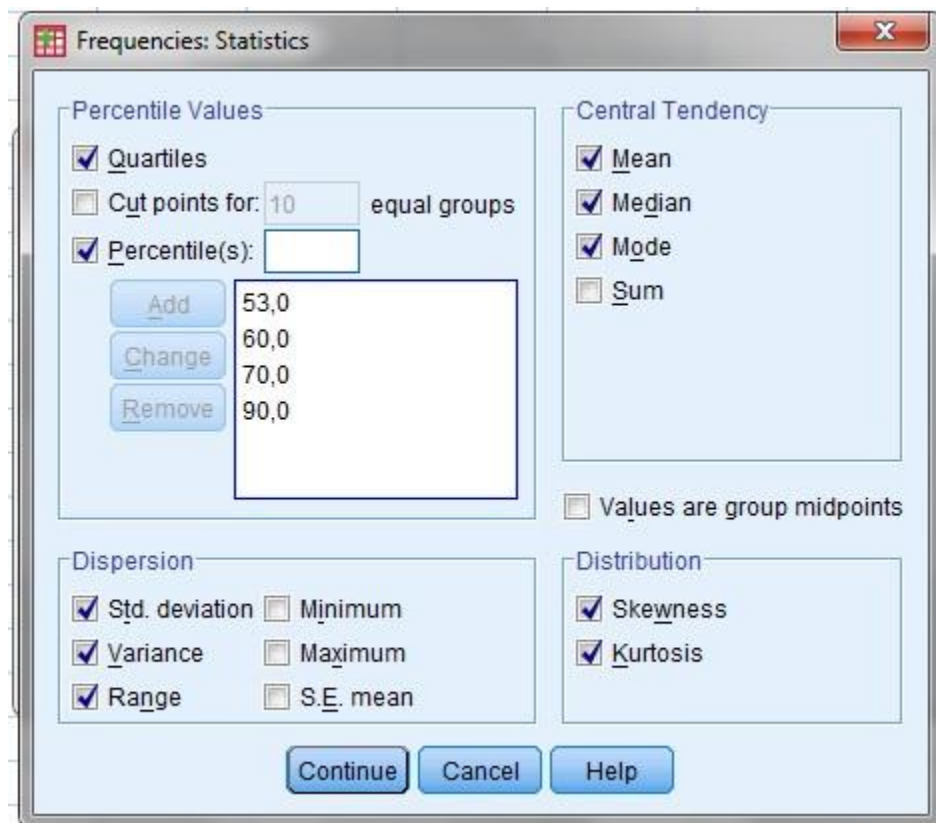 Frequencies: Statistics
Percentile Values
Quartiles
Cut points for: 10 equal groups
Percentile(s):
Add
Change
Remove
53,0
60,0
70,0
90,0
Central Tendency
Mean
Median
Mode
Sum
Values are group midpoints
Dispersion
Std. deviation
Minimum
Variance
Maximum
Range
S.E. mean
Distribution
Skewness
Kurtosis
Continue
Cancel
Help